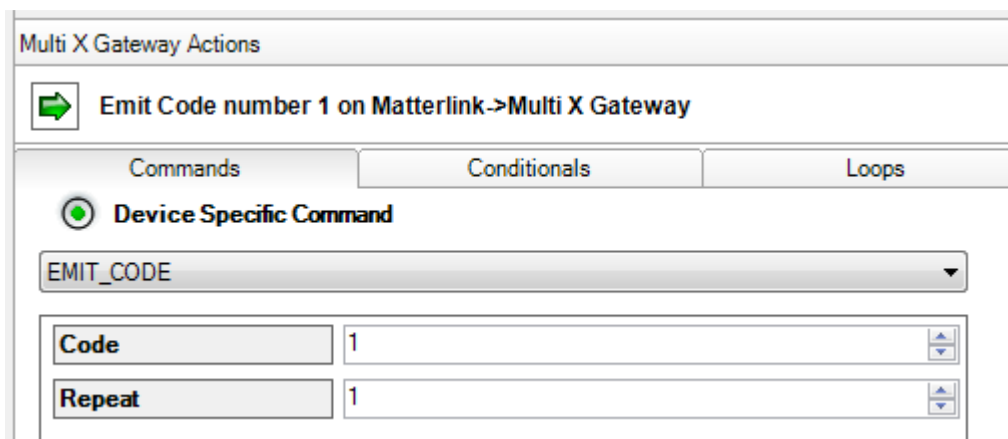 Multi X Gateway Actions
Emit Code number 1 on Matterlink->Multi X Gateway
Commands Conditionals Loops
Device Specific Command
EMIT_CODE
Code 1
Repeat 1